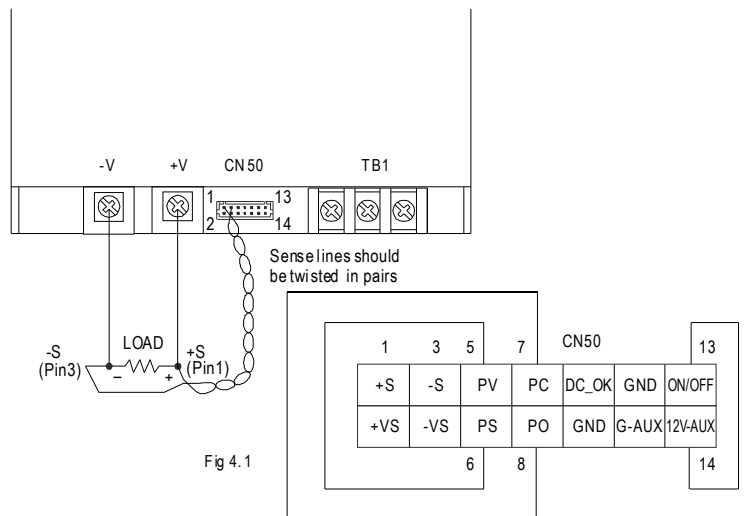 -V +V CN50 TB1
1 13
2 14
Sense lines should
be twisted in pairs
-S
(Pin3)
LOAD
+S
(Pin1)
− +
Fig 4.1
CN50
1 3 5 7 13
+S -S PV PC DC_OK GND ON/OFF
+VS -VS PS PO GND G-AUX 12V-AUX
6 8 14